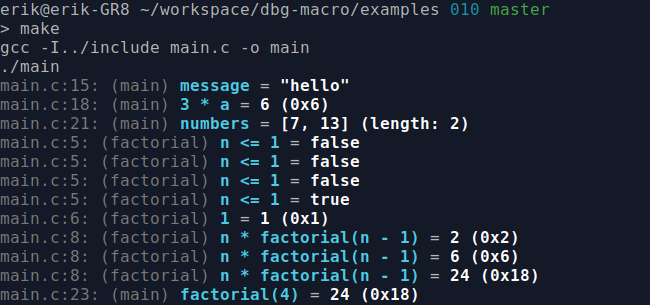 erik@erik-GR8 ~/workspace/dbg-macro/examples 010 master
> make
gcc -I../include main.c -o main
./main
main.c:15: (main) message = "hello"
main.c:18: (main) 3 * a = 6 (0x6)
main.c:21: (main) numbers = [7, 13] (length: 2)
main.c:5: (factorial) n <= 1 = false
main.c:5: (factorial) n <= 1 = false
main.c:5: (factorial) n <= 1 = false
main.c:5: (factorial) n <= 1 = true
main.c:6: (factorial) 1 = 1 (0x1)
main.c:8: (factorial) n * factorial(n - 1) = 2 (0x2)
main.c:8: (factorial) n * factorial(n - 1) = 6 (0x6)
main.c:8: (factorial) n * factorial(n - 1) = 24 (0x18)
main.c:23: (main) factorial(4) = 24 (0x18)